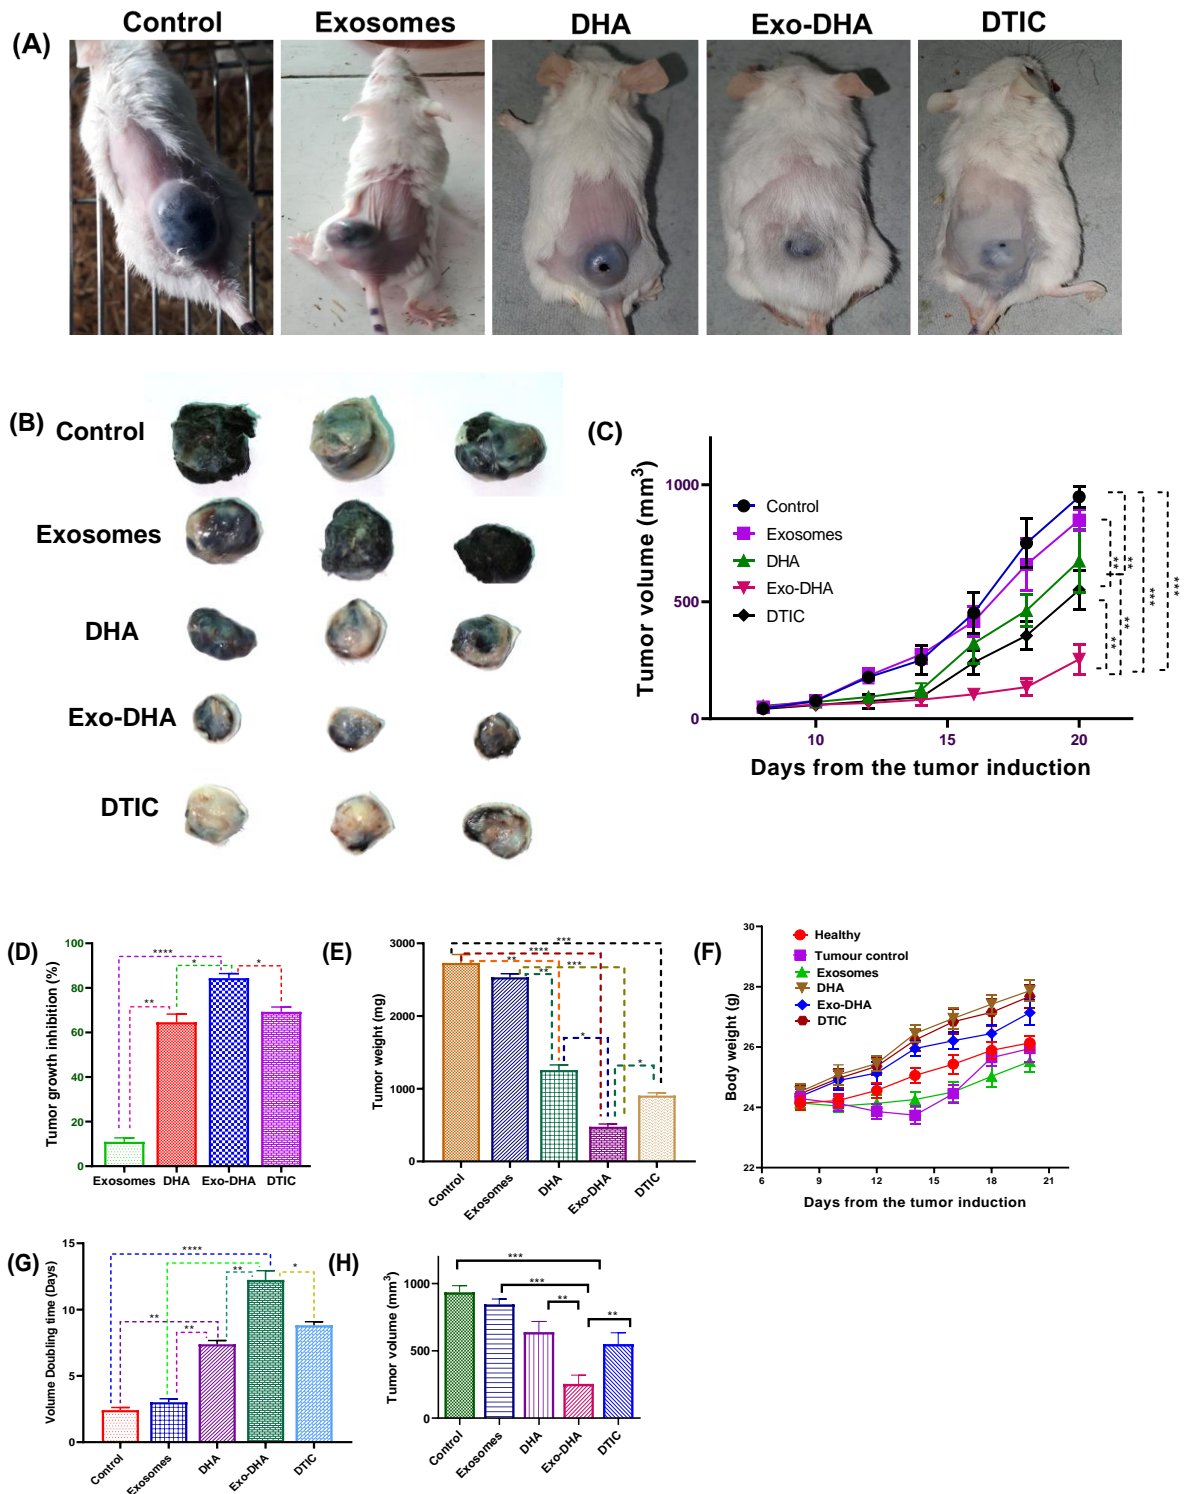 Control Exosomes DHA Exo-DHA DTIC
(A)
(B)
Control
Exosomes
DHA
Exo-DHA
DTIC
(C)
Tumor volume (mm³)
1000
500
0
Control
Exosomes
DHA
Exo-DHA
DTIC
**
**
**
**
***
***
10 15 20
Days from the tumor induction
(D)
Tumor growth inhibition (%)
100
80
60
40
20
0
****
*
*
**
Exosomes DHA Exo-DHA DTIC
(E)
Tumor weight (mg)
3000
2000
1000
0
***
****
**
***
**
*
*
Control
Exosomes
DHA
Exo-DHA
DTIC
(F)
Body weight (g)
30
28
26
24
22
Healthy
Tumour control
Exosomes
DHA
Exo-DHA
DTIC
6 9 12 15 18 21
Days from the tumor induction
(G)
Volume Doubling time (Days)
15
10
5
0
****
**
*
**
**
Control
Exosomes
DHA
Exo-DHA
DTIC
(H)
Tumor volume (mm³)
1000
500
0
***
***
**
**
Control
Exosomes
DHA
Exo-DHA
DTIC